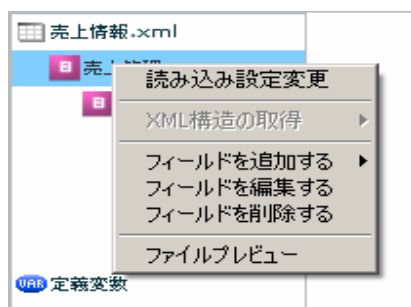 売上情報.xml
売上管理
読み込み設定変更
XML構造の取得
フィールドを追加する
フィールドを編集する
フィールドを削除する
ファイルプレビュー
VAR 定義変数